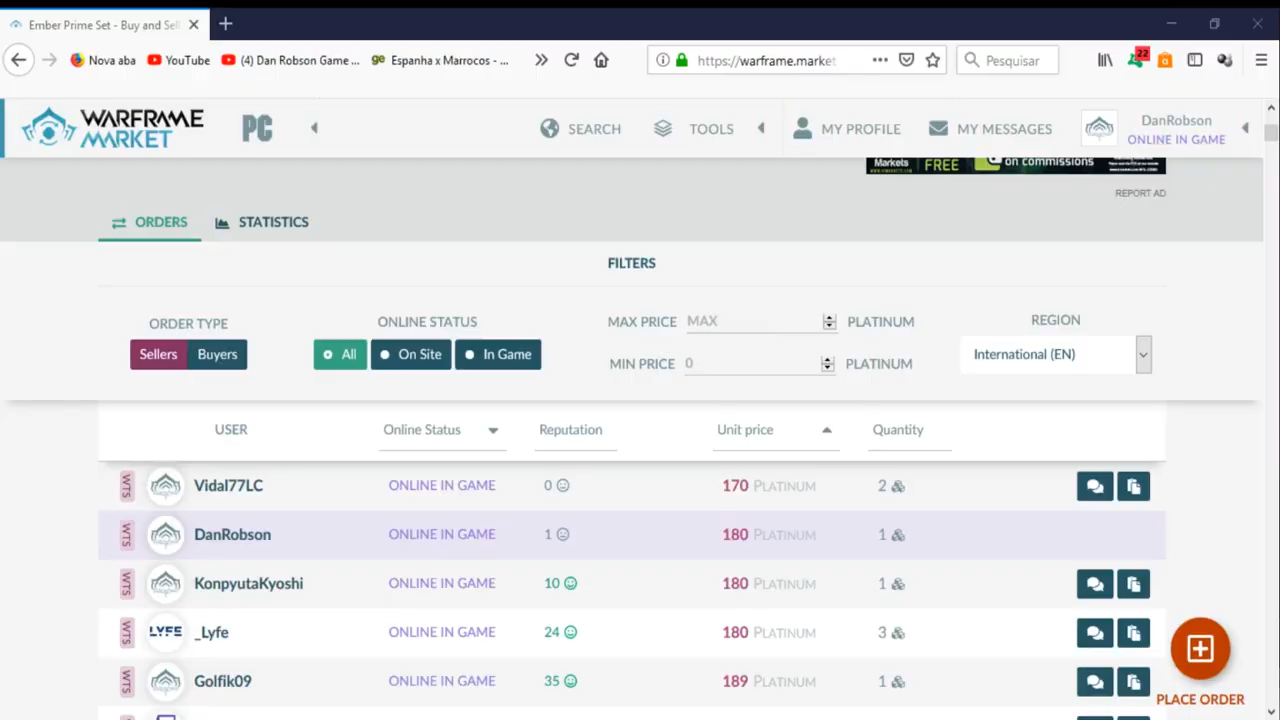 Ember Prime Set - Buy and Sell
Nova aba
YouTube
(4) Dan Robson Game ...
Espanha x Marrocos - ...
https://warframe.market
Pesquisar
22
WARFRAME
MARKET
PC
SEARCH
TOOLS
MY PROFILE
MY MESSAGES
DanRobson
ONLINE IN GAME
Markets
FREE
on commissions
REPORT AD
ORDERS
STATISTICS
FILTERS
ORDER TYPE
Sellers
Buyers
ONLINE STATUS
All
On Site
In Game
MAX PRICE MAX PLATINUM
MIN PRICE 0 PLATINUM
REGION
International (EN)
USER Online Status Reputation Unit price Quantity
WTS Vidal77LC ONLINE IN GAME 0 170 PLATINUM 2
WTS DanRobson ONLINE IN GAME 1 180 PLATINUM 1
WTS KonpyutaKyoshi ONLINE IN GAME 10 180 PLATINUM 1
WTS LYFE _Lyfe ONLINE IN GAME 24 180 PLATINUM 3
WTS Golfik09 ONLINE IN GAME 35 189 PLATINUM 1
PLACE ORDER